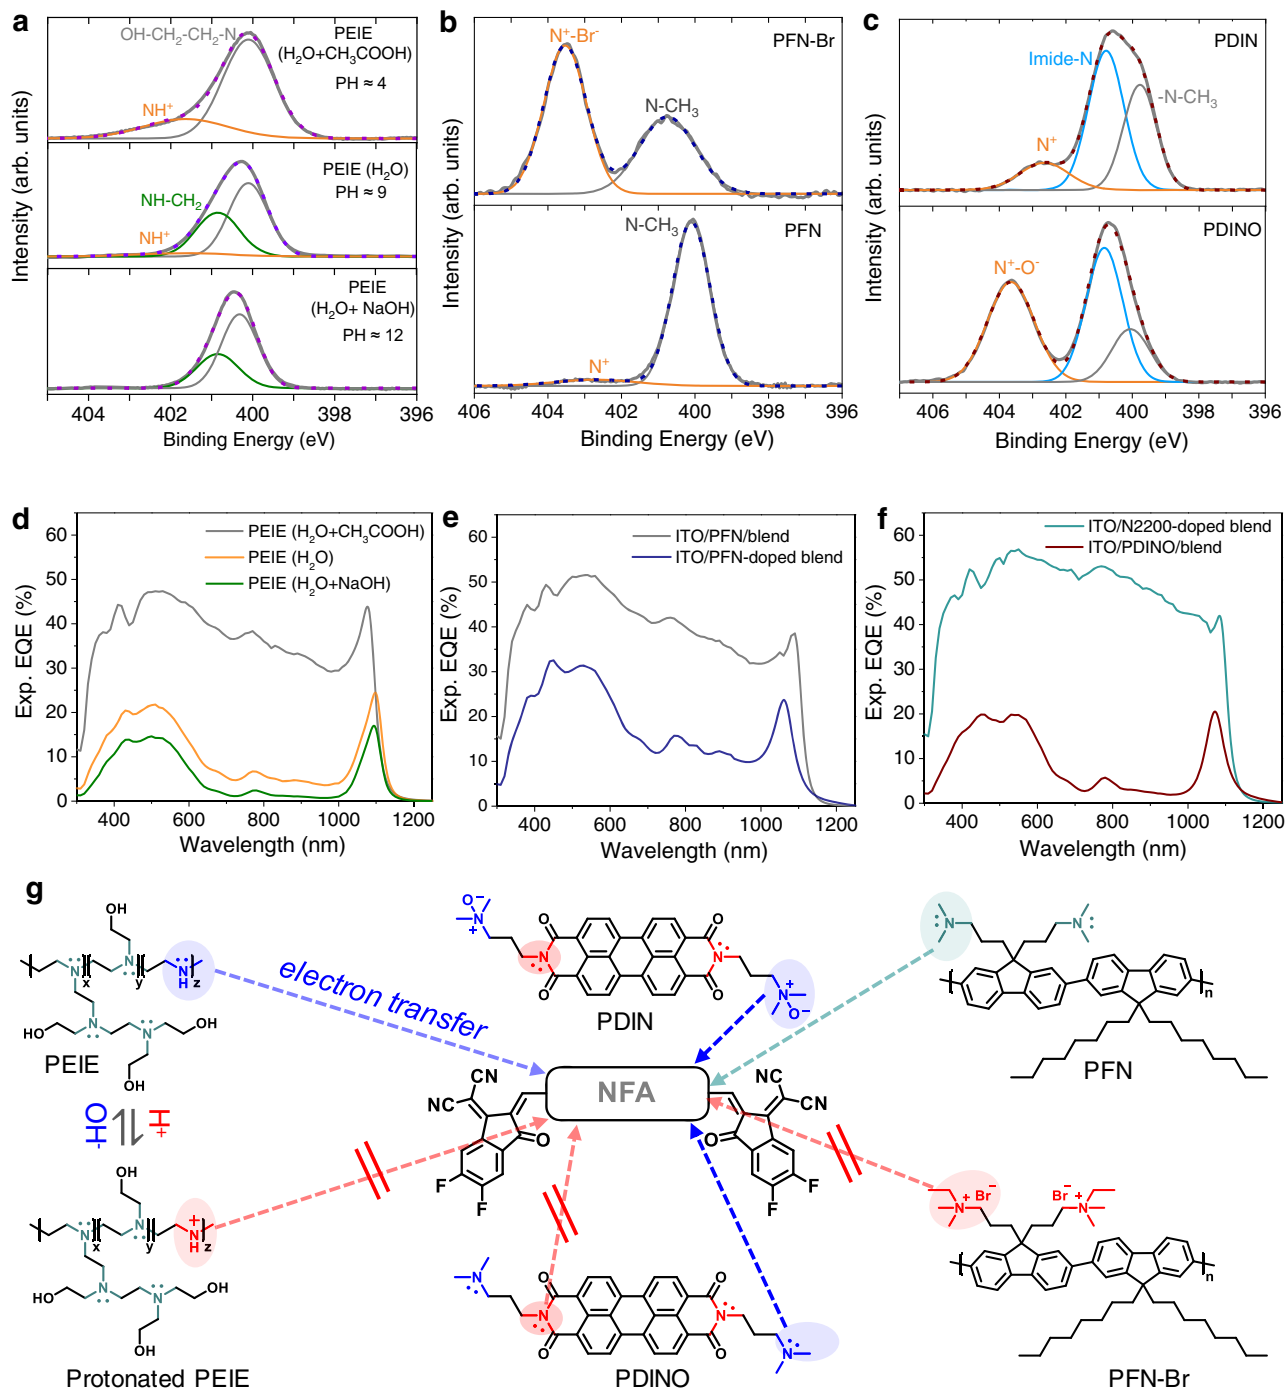 a
OH-CH₂-CH₂-N
PEIE
(H₂O+CH₃COOH)
PH ≈ 4
NH⁺
PEIE (H₂O)
PH ≈ 9
NH-CH₂
NH⁺
PEIE
(H₂O+ NaOH)
PH ≈ 12
Intensity (arb. units)
404 402 400 398 396
Binding Energy (eV)
b
N⁺-Br⁻
PFN-Br
N-CH₃
N-CH₃
PFN
N⁺
Intensity (arb. units)
406 404 402 400 398 396
Binding Energy (eV)
c
PDIN
Imide-N
-N-CH₃
N⁺
PDINO
N⁺-O⁻
Intensity (arb. units)
406 404 402 400 398 396
Binding Energy (eV)
d
PEIE (H₂O+CH₃COOH)
PEIE (H₂O)
PEIE (H₂O+NaOH)
Exp. EQE (%)
60
50
40
30
20
10
0
400 600 800 1000 1200
Wavelength (nm)
e
ITO/PFN/blend
ITO/PFN-doped blend
Exp. EQE (%)
60
50
40
30
20
10
0
400 600 800 1000 1200
Wavelength (nm)
f
ITO/N2200-doped blend
ITO/PDINO/blend
Exp. EQE (%)
60
50
40
30
20
10
0
400 600 800 1000 1200
Wavelength (nm)
g
OH
N x N y N H z
HO N N OH
OH
PEIE
electron transfer
O⁻
N +
O O
N N
O O
N +
O⁻
PDIN
N N
n
PFN
-HO H+
NFA
CN
NC
O
F
F
CN
CN
O
F
F
OH
N x N y + N H z
HO N N OH
OH
Protonated PEIE
N
O O
N N
O O
N
PDINO
+ Br⁻ Br⁻ +
N N
n
PFN-Br